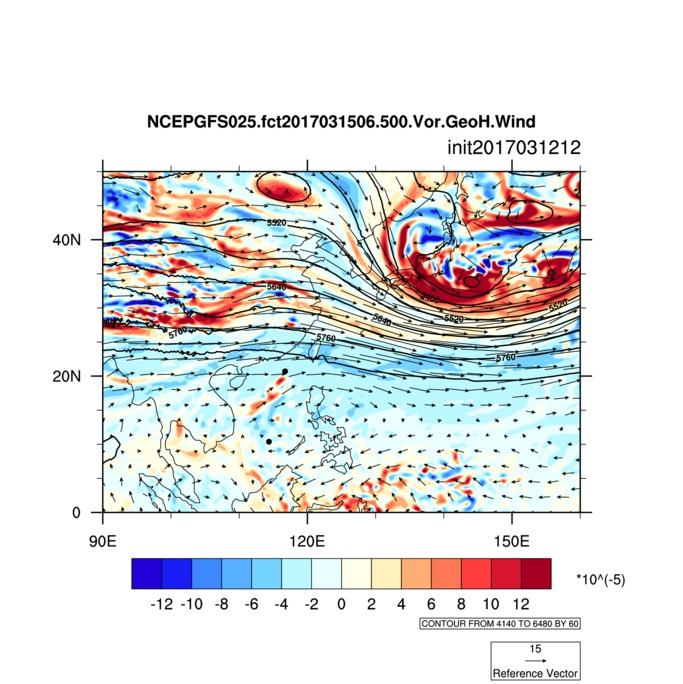 NCEPGFS025.fct2017031506.500.Vor.GeoH.Wind
init2017031212
5520
40N
5640
5520
5640
5520
5760
5760
5760
20N
0
90E 120E 150E
-12 -10 -8 -6 -4 -2 0 2 4 6 8 10 12
*10^(-5)
CONTOUR FROM 4140 TO 6480 BY 60
15
Reference Vector